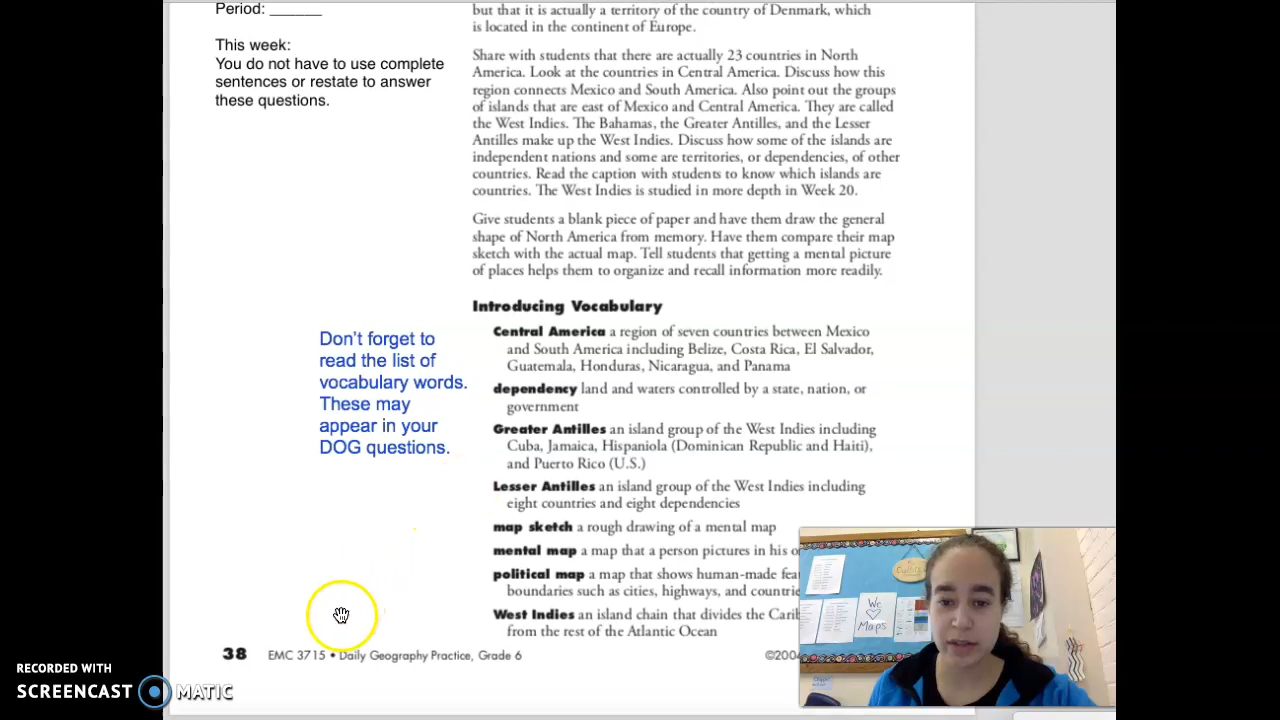 Period: ______
This week:
You do not have to use complete
sentences or restate to answer
these questions.
Don't forget to
read the list of
vocabulary words.
These may
appear in your
DOG questions.
but that it is actually a territory of the country of Denmark, which
is located in the continent of Europe.
Share with students that there are actually 23 countries in North
America. Look at the countries in Central America. Discuss how this
region connects Mexico and South America. Also point out the groups
of islands that are east of Mexico and Central America. They are called
the West Indies. The Bahamas, the Greater Antilles, and the Lesser
Antilles make up the West Indies. Discuss how some of the islands are
independent nations and some are territories, or dependencies, of other
countries. Read the caption with students to know which islands are
countries. The West Indies is studied in more depth in Week 20.
Give students a blank piece of paper and have them draw the general
shape of North America from memory. Have them compare their map
sketch with the actual map. Tell students that getting a mental picture
of places helps them to organize and recall information more readily.
Introducing Vocabulary
Central America a region of seven countries between Mexico
and South America including Belize, Costa Rica, El Salvador,
Guatemala, Honduras, Nicaragua, and Panama
dependency land and waters controlled by a state, nation, or
government
Greater Antilles an island group of the West Indies including
Cuba, Jamaica, Hispaniola (Dominican Republic and Haiti),
and Puerto Rico (U.S.)
Lesser Antilles an island group of the West Indies including
eight countries and eight dependencies
map sketch a rough drawing of a mental map
mental map a map that a person pictures in his o
political map a map that shows human-made fea
boundaries such as cities, highways, and countrie
West Indies an island chain that divides the Carib
from the rest of the Atlantic Ocean
38 EMC 3715 • Daily Geography Practice, Grade 6
©2004
We
Maps
RECORDED WITH
SCREENCAST MATIC